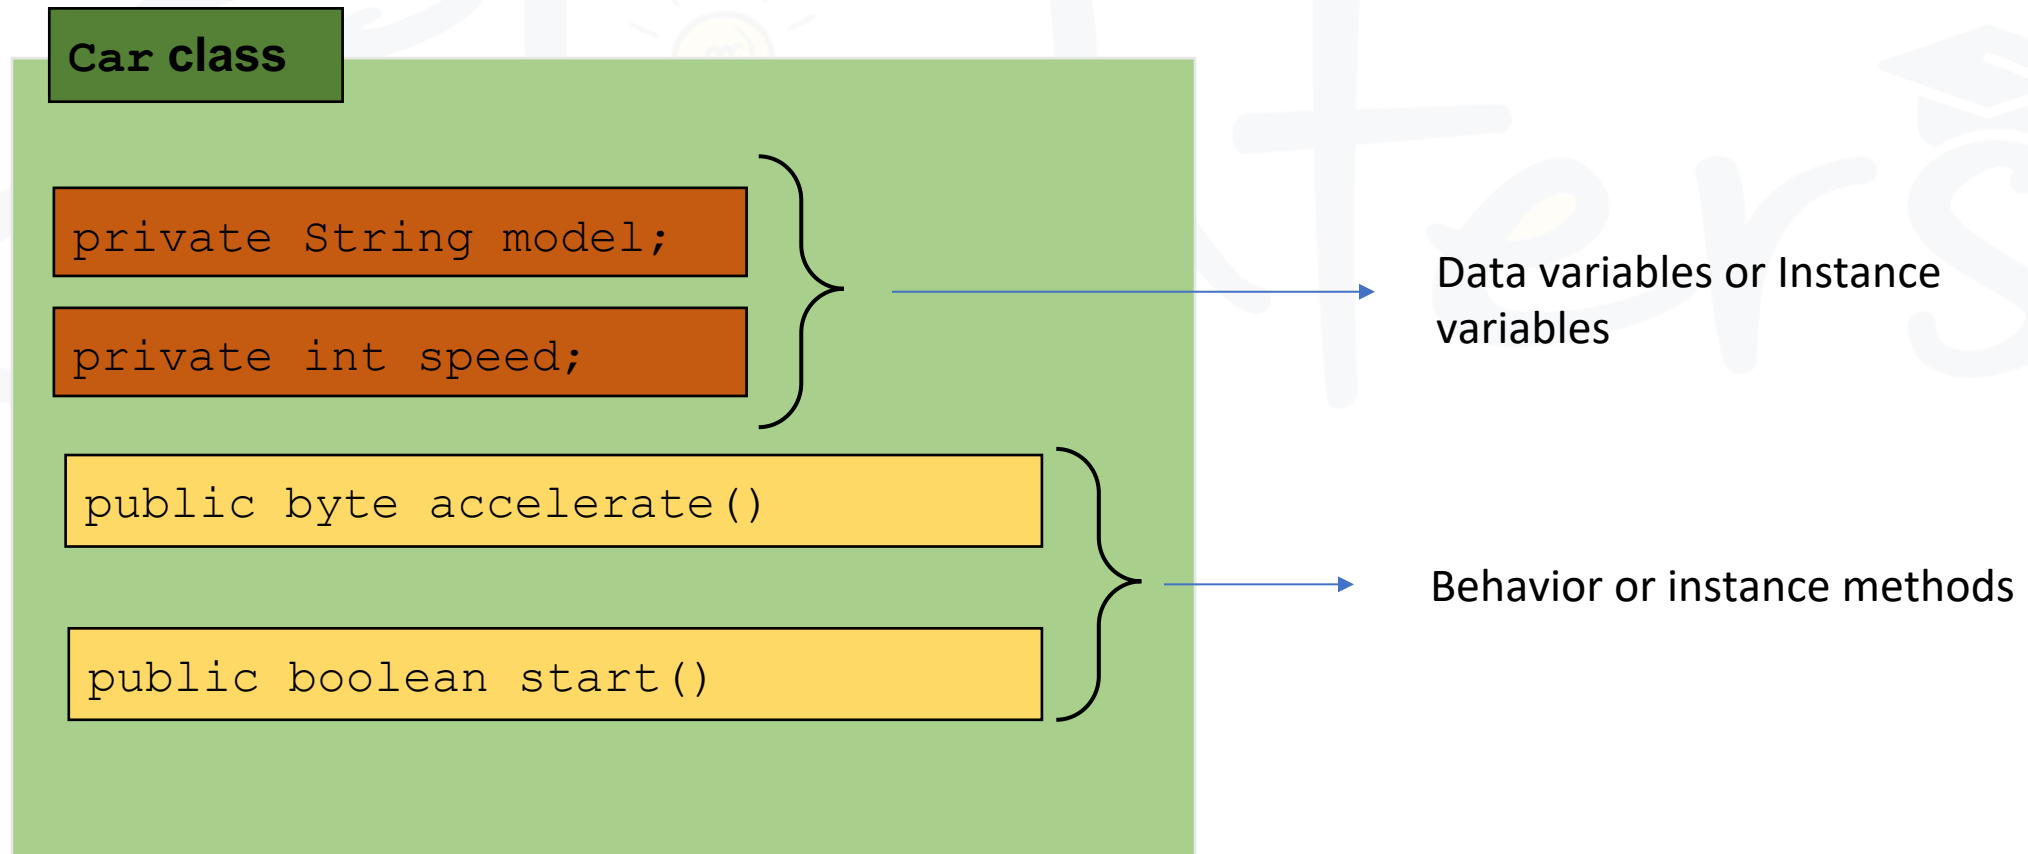 Car class
private String model;
private int speed;
Data variables or Instance
variables
public byte accelerate()
public boolean start()
Behavior or instance methods